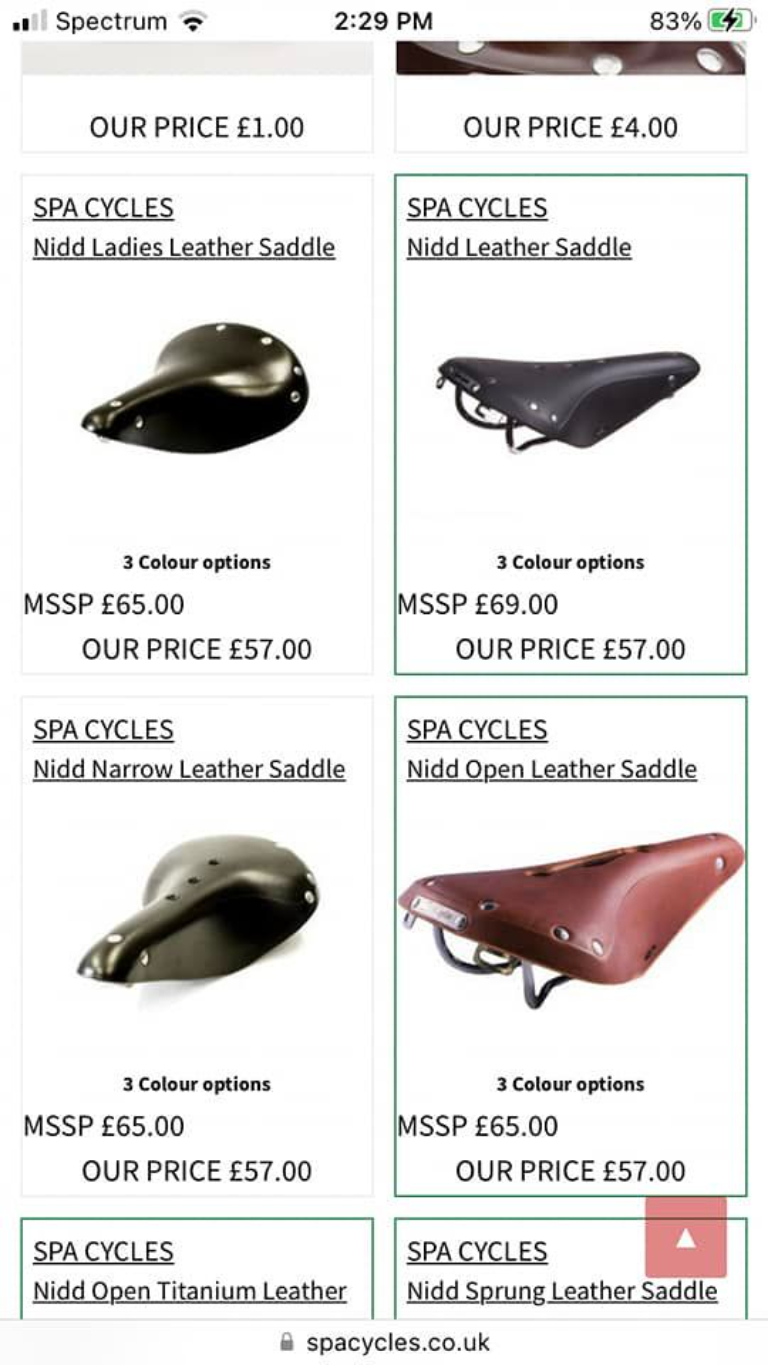 Spectrum 2:29 PM 83%
OUR PRICE £1.00
OUR PRICE £4.00
SPA CYCLES
Nidd Ladies Leather Saddle
3 Colour options
MSSP £65.00
OUR PRICE £57.00
SPA CYCLES
Nidd Leather Saddle
3 Colour options
MSSP £69.00
OUR PRICE £57.00
SPA CYCLES
Nidd Narrow Leather Saddle
3 Colour options
MSSP £65.00
OUR PRICE £57.00
SPA CYCLES
Nidd Open Leather Saddle
3 Colour options
MSSP £65.00
OUR PRICE £57.00
SPA CYCLES
Nidd Open Titanium Leather
SPA CYCLES
Nidd Sprung Leather Saddle
spacycles.co.uk